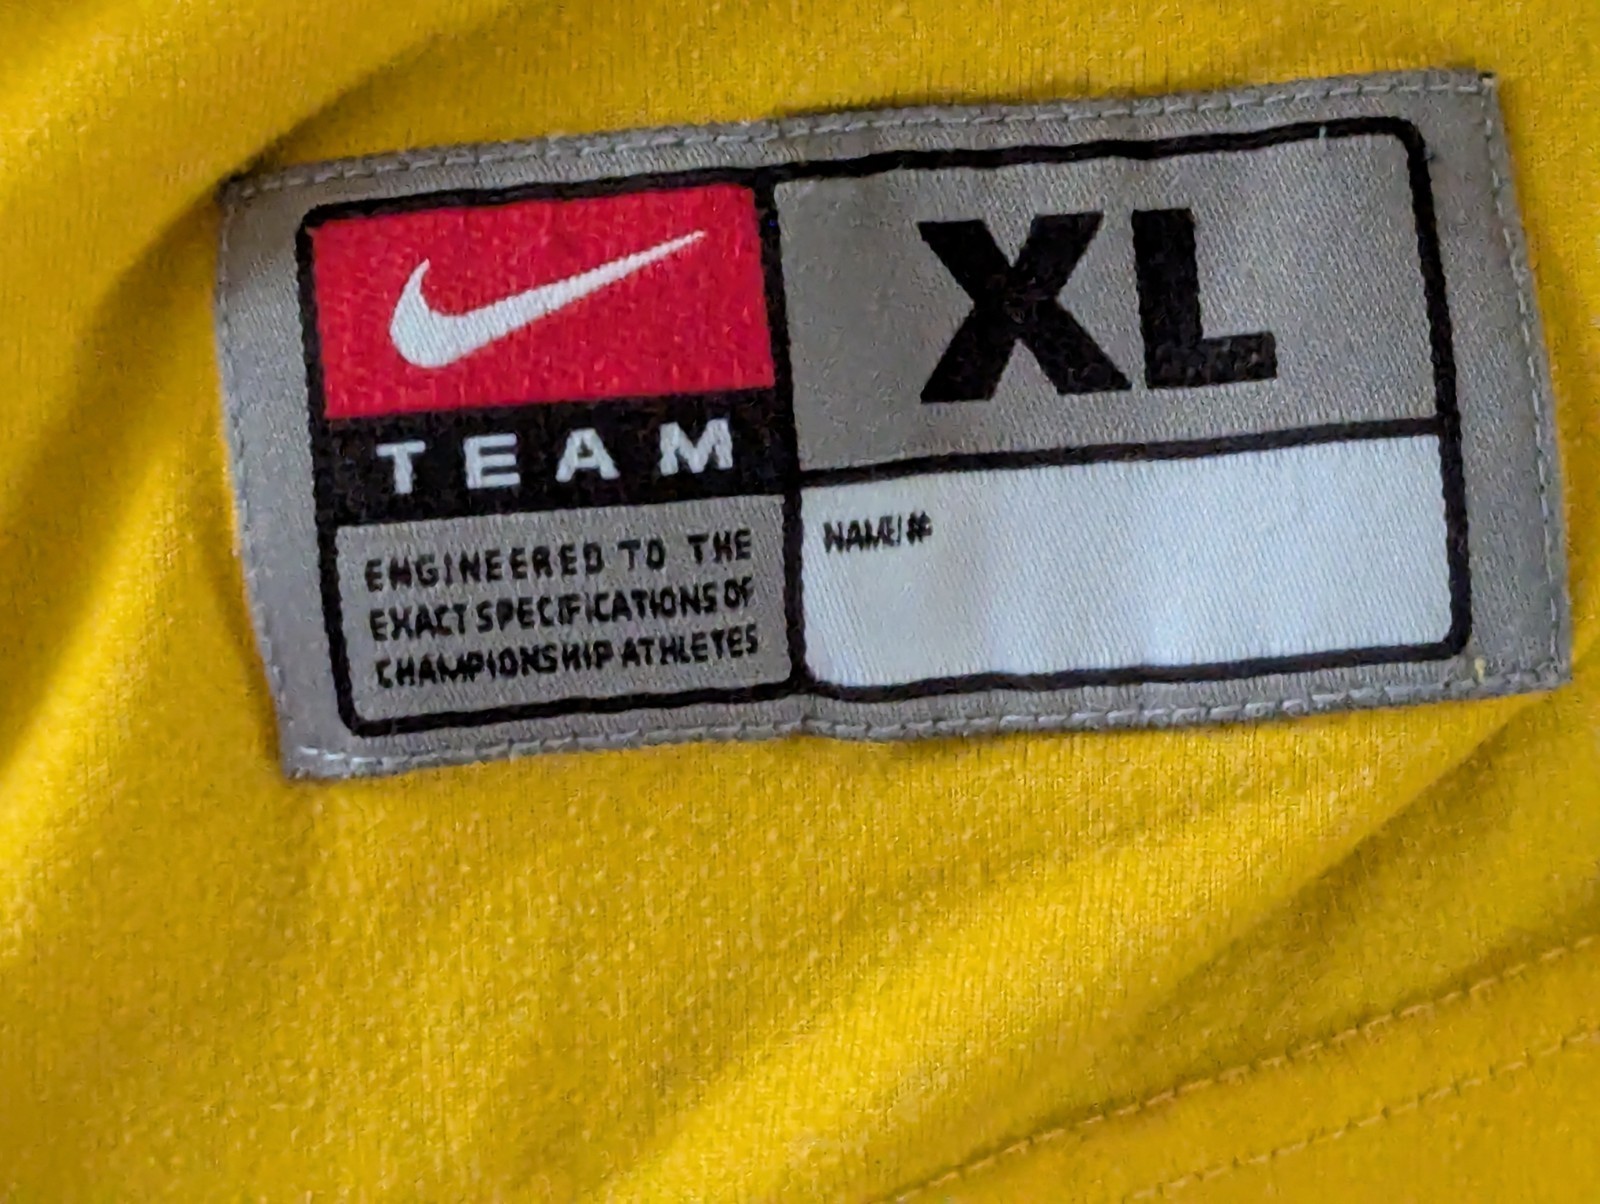 TEAM
ENGINEERED TO THE
EXACT SPECIFICATIONS OF
CHAMPIONSHIP ATHLETES
XL
NAME/#